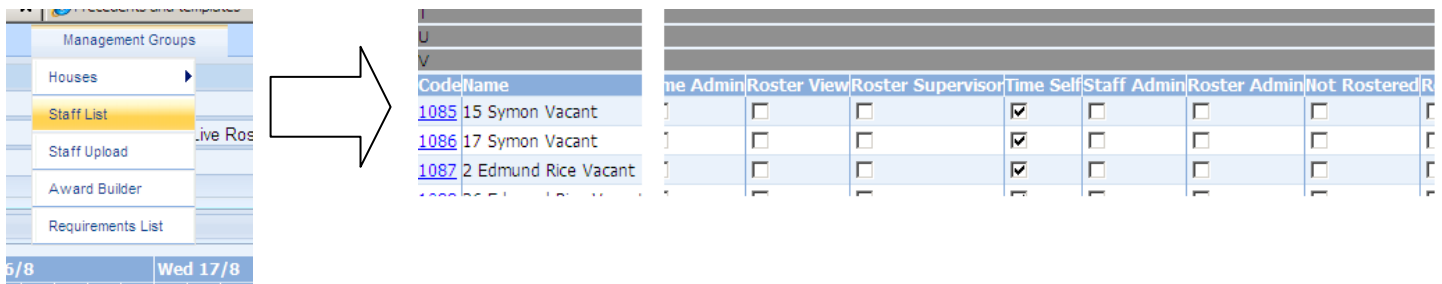 Precedents and templates
Management Groups
Houses
Staff List
Live Ros
Staff Upload
Award Builder
Requirements List
6/8 Wed 17/8
T
U
V
Code Name me Admin Roster View Roster Supervisor Time Self Staff Admin Roster Admin Not Rostered R
1085 15 Symon Vacant
1086 17 Symon Vacant
1087 2 Edmund Rice Vacant